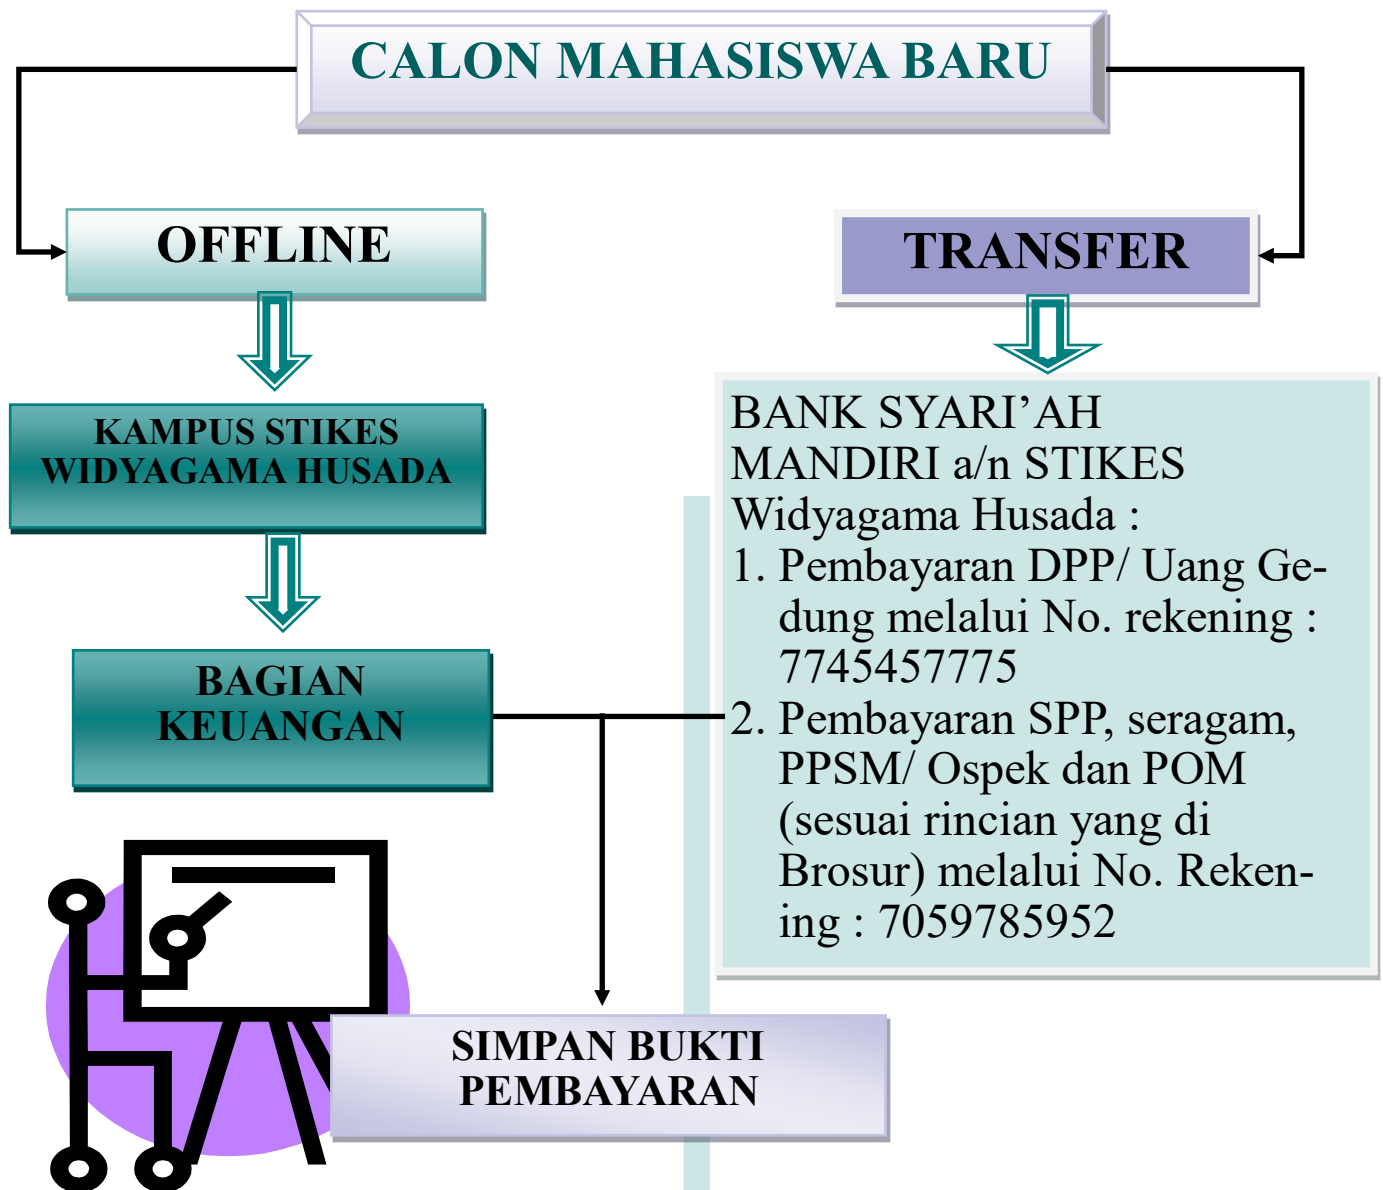 CALON MAHASISWA BARU
OFFLINE
TRANSFER
KAMPUS STIKES
WIDYAGAMA HUSADA
BAGIAN
KEUANGAN
BANK SYARI’AH
MANDIRI a/n STIKES
Widyagama Husada :
1. Pembayaran DPP/ Uang Ge-
dung melalui No. rekening :
7745457775
2. Pembayaran SPP, seragam,
PPSM/ Ospek dan POM
(sesuai rincian yang di
Brosur) melalui No. Reken-
ing : 7059785952
SIMPAN BUKTI
PEMBAYARAN